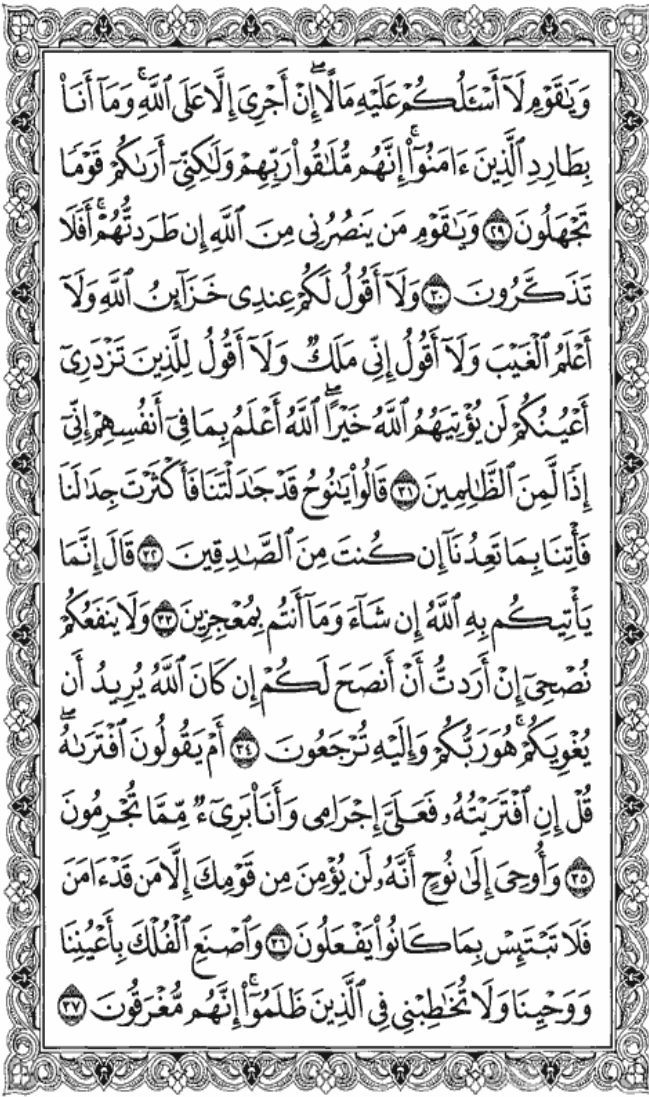 وَيَٰقَوْمِ لَآ أَسْـَٔلُكُمْ عَلَيْهِ مَالًا ۖ إِنْ أَجْرِىَ إِلَّا عَلَى ٱللَّهِ ۚ وَمَآ أَنَا۠
بِطَارِدِ ٱلَّذِينَ ءَامَنُوٓا۟ ۚ إِنَّهُم مُّلَٰقُوا۟ رَبِّهِمْ وَلَٰكِنِّىٓ أَرَىٰكُمْ قَوْمًا
تَجْهَلُونَ ٢٩ وَيَٰقَوْمِ مَن يَنصُرُنِى مِنَ ٱللَّهِ إِن طَرَدتُّهُمْ ۚ أَفَلَا
تَذَكَّرُونَ ٣٠ وَلَآ أَقُولُ لَكُمْ عِندِى خَزَآئِنُ ٱللَّهِ وَلَآ
أَعْلَمُ ٱلْغَيْبَ وَلَآ أَقُولُ إِنِّى مَلَكٌ وَلَآ أَقُولُ لِلَّذِينَ تَزْدَرِىٓ
أَعْيُنُكُمْ لَن يُؤْتِيَهُمُ ٱللَّهُ خَيْرًا ۖ ٱللَّهُ أَعْلَمُ بِمَا فِىٓ أَنفُسِهِمْ ۖ إِنِّىٓ
إِذًا لَّمِنَ ٱلظَّٰلِمِينَ ٣١ قَالُوا۟ يَٰنُوحُ قَدْ جَٰدَلْتَنَا فَأَكْثَرْتَ جِدَٰلَنَا
فَأْتِنَا بِمَا تَعِدُنَآ إِن كُنتَ مِنَ ٱلصَّٰدِقِينَ ٣٢ قَالَ إِنَّمَا
يَأْتِيكُم بِهِ ٱللَّهُ إِن شَآءَ وَمَآ أَنتُم بِمُعْجِزِينَ ٣٣ وَلَا يَنفَعُكُمْ
نُصْحِىٓ إِنْ أَرَدتُّ أَنْ أَنصَحَ لَكُمْ إِن كَانَ ٱللَّهُ يُرِيدُ أَن
يُغْوِيَكُمْ ۚ هُوَ رَبُّكُمْ وَإِلَيْهِ تُرْجَعُونَ ٣٤ أَمْ يَقُولُونَ ٱفْتَرَىٰهُ ۖ
قُلْ إِنِ ٱفْتَرَيْتُهُۥ فَعَلَىَّ إِجْرَامِى وَأَنَا۠ بَرِىٓءٌ مِّمَّا تُجْرِمُونَ
٣٥ وَأُوحِىَ إِلَىٰ نُوحٍ أَنَّهُۥ لَن يُؤْمِنَ مِن قَوْمِكَ إِلَّا مَن قَدْ ءَامَنَ
فَلَا تَبْتَئِسْ بِمَا كَانُوا۟ يَفْعَلُونَ ٣٦ وَٱصْنَعِ ٱلْفُلْكَ بِأَعْيُنِنَا
وَوَحْيِنَا وَلَا تُخَٰطِبْنِى فِى ٱلَّذِينَ ظَلَمُوٓا۟ ۚ إِنَّهُم مُّغْرَقُونَ ٣٧